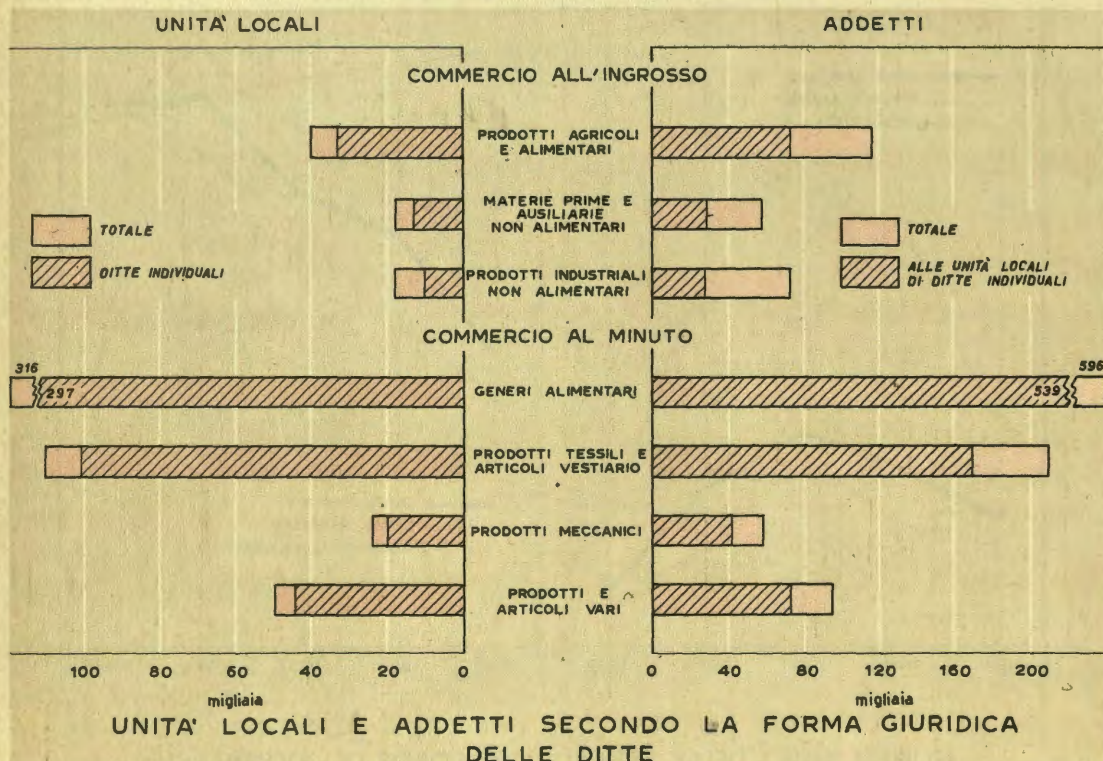 UNITA' LOCALI
ADDETTI
COMMERCIO ALL'INGROSSO
PRODOTTI AGRICOLI
E ALIMENTARI
MATERIE PRIME E
AUSILIARIE
NON ALIMENTARI
PRODOTTI INDUSTRIALI
NON ALIMENTARI
TOTALE
DITTE INDIVIDUALI
TOTALE
ALLE UNITÀ LOCALI
DI DITTE INDIVIDUALI
COMMERCIO AL MINUTO
316
297
GENERI ALIMENTARI
539
596
PRODOTTI TESSILI E
ARTICOLI VESTIARIO
PRODOTTI MECCANICI
PRODOTTI E
ARTICOLI VARI
100 80 60 40 20 0
0 40 80 120 160 200
migliaia
migliaia
UNITA' LOCALI E ADDETTI SECONDO LA FORMA GIURIDICA
DELLE DITTE